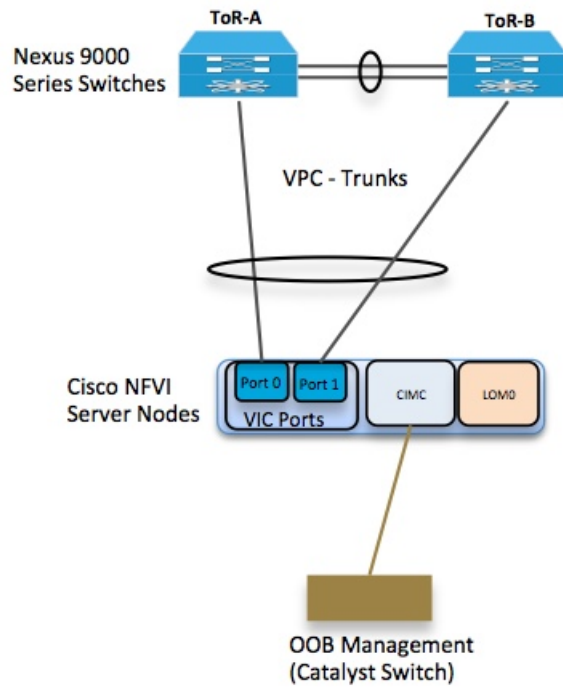 ToR-A
ToR-B
Nexus 9000
Series Switches
VPC - Trunks
Cisco NFVI
Server Nodes
Port 0
Port 1
VIC Ports
CIMC
LOM0
OOB Management
(Catalyst Switch)